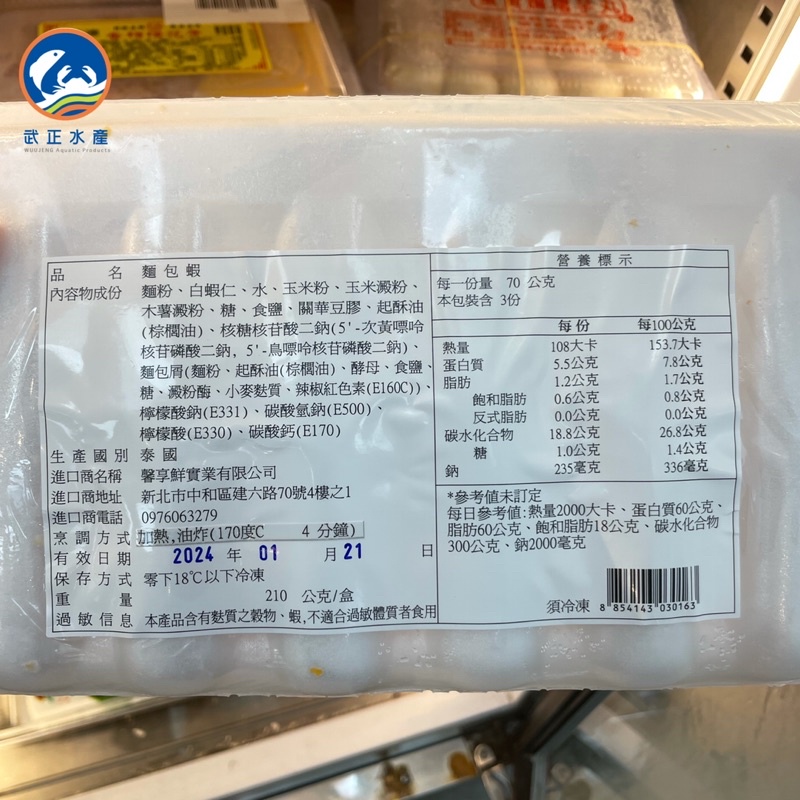 武正水產
WUUJENG Aquatic Products
品名 麵包蝦
內容物成份 麵粉、白蝦仁、水、玉米粉、玉米澱粉、
木薯澱粉、糖、食鹽、關華豆膠、起酥油
(棕櫚油)、核糖核苷酸二鈉(5'-次黃嘌呤
核苷磷酸二鈉, 5'-鳥嘌呤核苷磷酸二鈉)、
麵包屑(麵粉、起酥油(棕櫚油)、酵母、食鹽、
糖、澱粉酶、小麥麩質、辣椒紅色素(E160C))、
檸檬酸鈉(E331)、碳酸氫鈉(E500)、
檸檬酸(E330)、碳酸鈣(E170)
生產國別 泰國
進口商名稱 馨享鮮實業有限公司
進口商地址 新北市中和區建六路70號4樓之1
進口商電話 0976063279
烹調方式 加熱,油炸(170度C 4 分鐘)
有效日期 2024 年 01 月 21 日
保存方式 零下18℃以下冷凍
重量 210 公克/盒
過敏信息 本產品含有麩質之穀物、蝦,不適合過敏體質者食用
營養標示
每一份量 70 公克
本包裝含 3份
每份 每100公克
熱量 108大卡 153.7大卡
蛋白質 5.5公克 7.8公克
脂肪 1.2公克 1.7公克
飽和脂肪 0.6公克 0.8公克
反式脂肪 0.0公克 0.0公克
碳水化合物 18.8公克 26.8公克
糖 1.0公克 1.4公克
鈉 235毫克 336毫克
*參考值未訂定
每日參考值:熱量2000大卡、蛋白質60公克、
脂肪60公克、飽和脂肪18公克、碳水化合物
300公克、鈉2000毫克
須冷凍 8 854143 030163